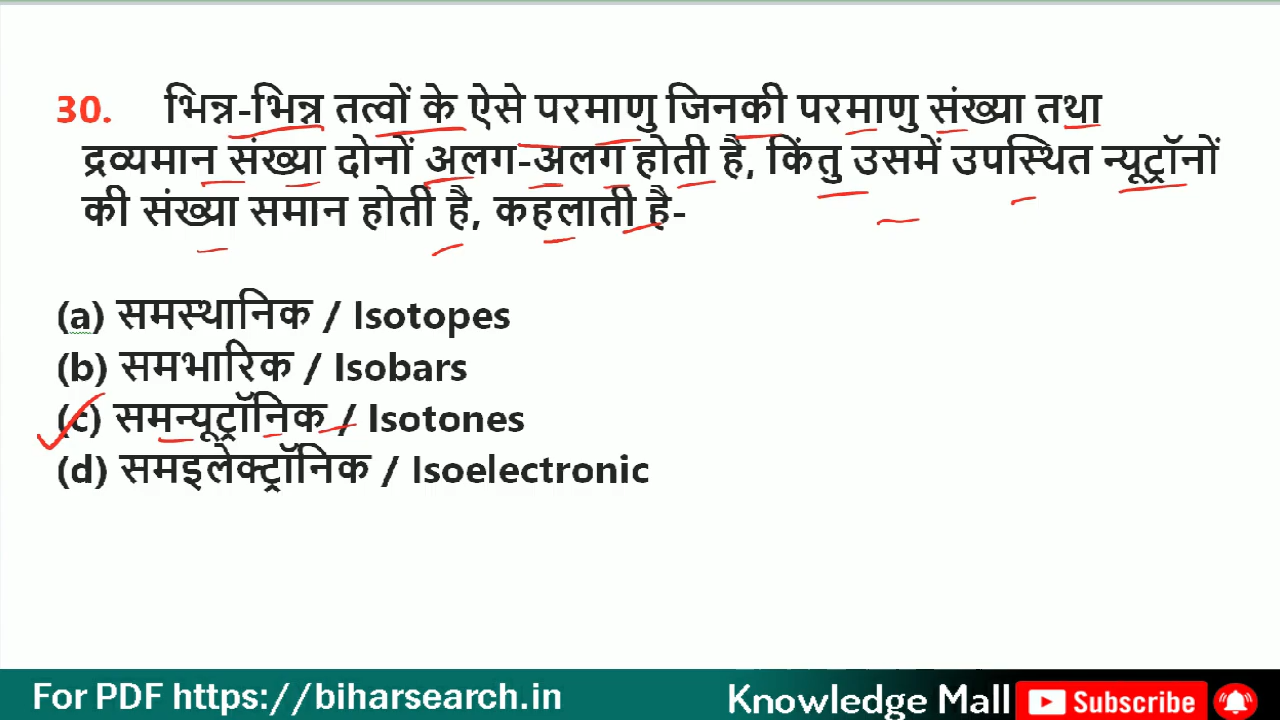 30. भिन्न-भिन्न तत्वों के ऐसे परमाणु जिनकी परमाणु संख्या तथा
द्रव्यमान संख्या दोनों अलग-अलग होती है, किंतु उसमें उपस्थित न्यूट्रॉनों
की संख्या समान होती है, कहलाती है-
(a) समस्थानिक / Isotopes
(b) समभारिक / Isobars
(c) समन्यूट्रॉनिक / Isotones
(d) समइलेक्ट्रॉनिक / Isoelectronic
For PDF https://biharsearch.in
Knowledge Mall Subscribe